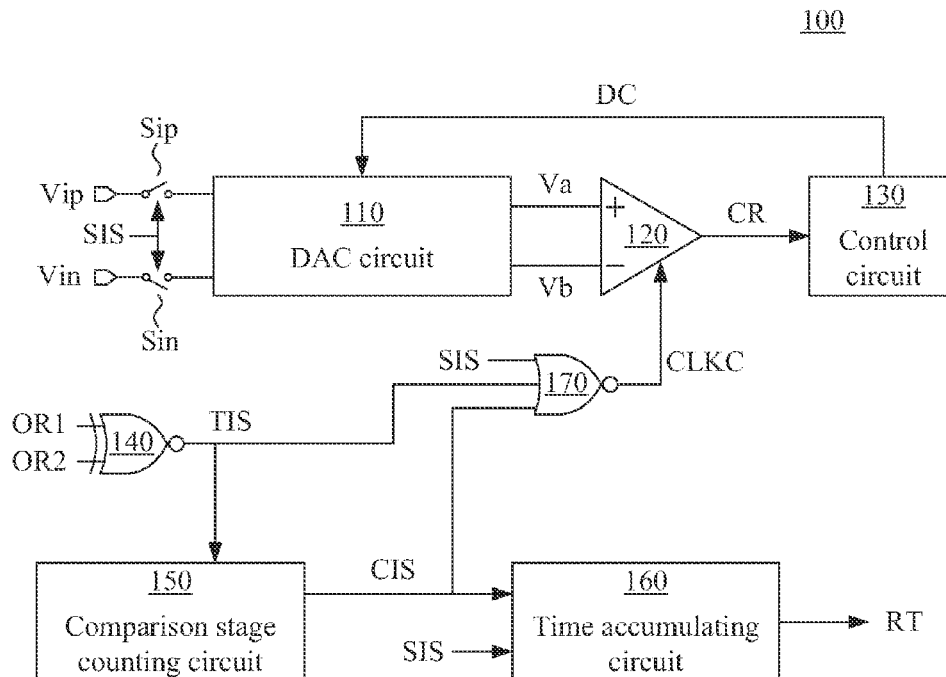 100
DC
Sip
Vip
SIS
Vin
Sin
110
DAC circuit
Va
Vb
+
120
−
CR
130
Control
circuit
SIS
170
CLKC
OR1
OR2
140
TIS
150
Comparison stage
counting circuit
CIS
SIS
160
Time accumulating
circuit
RT